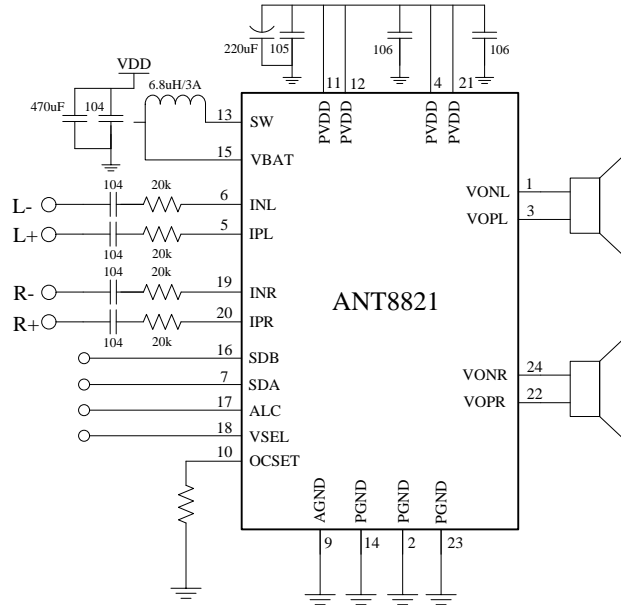 220uF 105 106 106
VDD
11 12 4 21
6.8uH/3A
470uF 104
PVDD PVDD PVDD PVDD
13 SW
15 VBAT
104 20k
L- 6 INL
L+ 5 IPL
104 20k
104 20k
R- 19 INR
R+ 20 IPR
104 20k
16 SDB
7 SDA
17 ALC
18 VSEL
10 OCSET
ANT8821
VONL 1
VOPL 3
VONR 24
VOPR 22
AGND PGND PGND PGND
9 14 2 23